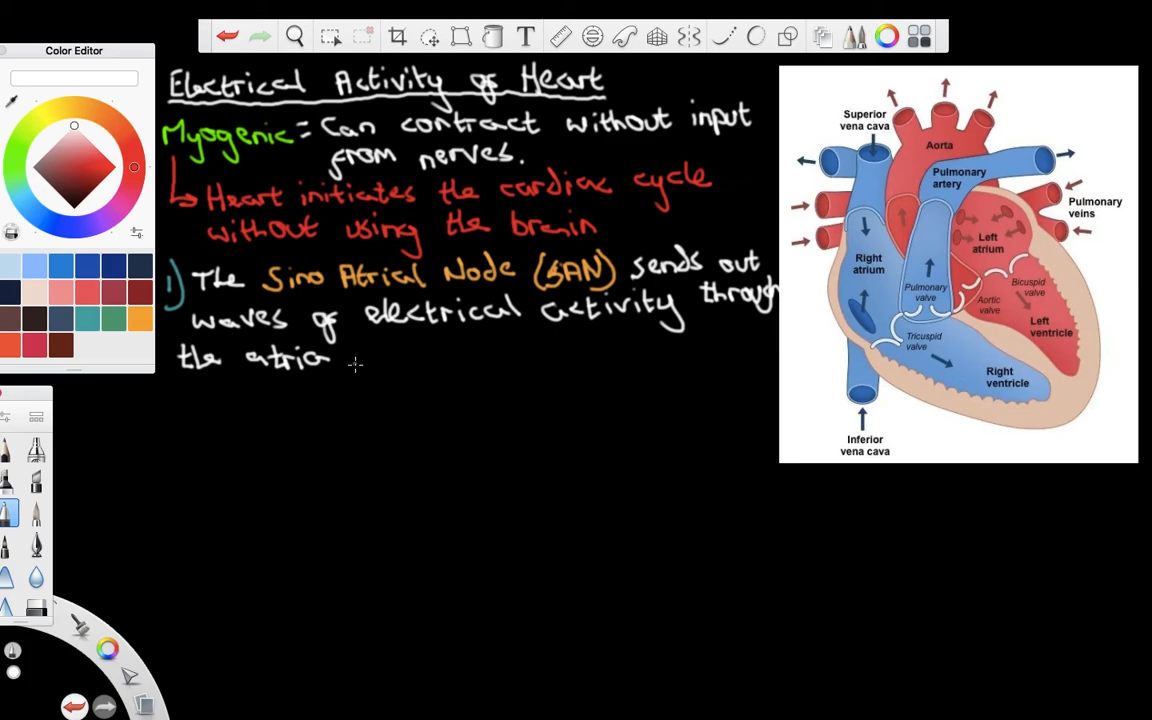 Color Editor
Electrical Activity of Heart
Myogenic = Can contract without input
from nerves.
Heart initiates the cardiac cycle
without using the brain
1) The Sino Atrial Node (SAN) sends out
waves of electrical activity through
the atria
Superior
vena cava
Aorta
Pulmonary
artery
Pulmonary
veins
Left
atrium
Right
atrium
Pulmonary
valve
Aortic
valve
Bicuspid
valve
Left
ventricle
Tricuspid
valve
Right
ventricle
Inferior
vena cava